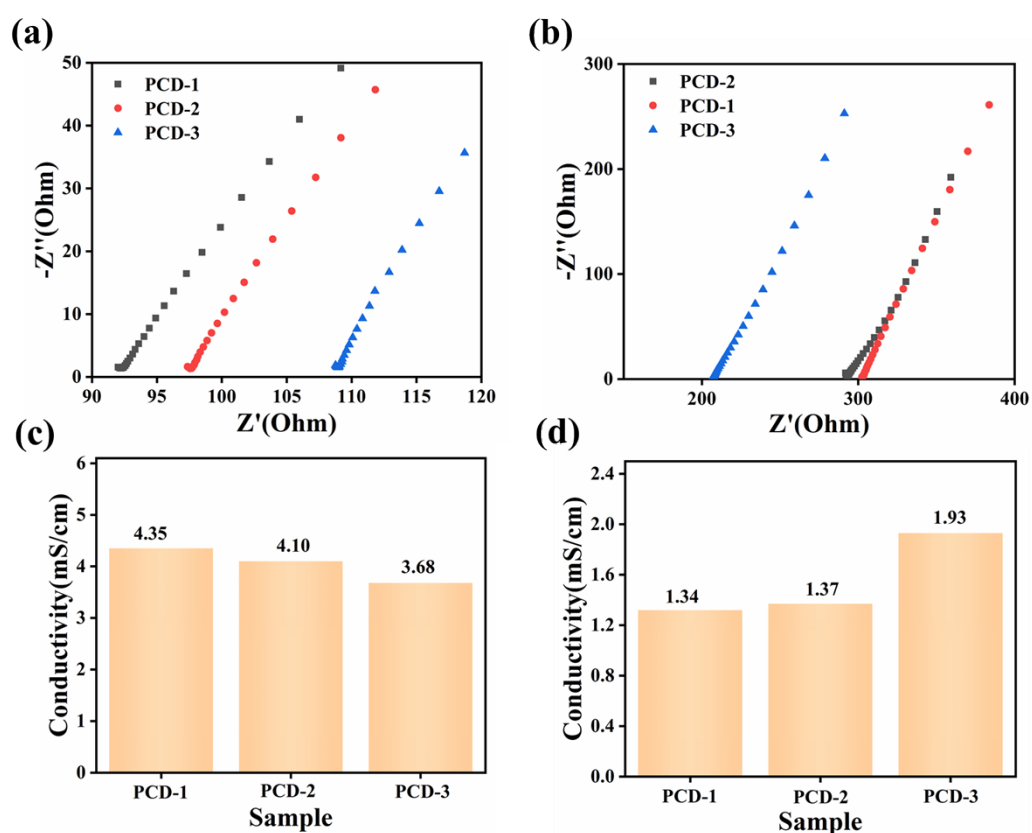 (a)
50
40
30
20
10
0
-Z''(Ohm)
PCD-1
PCD-2
PCD-3
90 95 100 105 110 115 120
Z'(Ohm)
(b)
300
200
100
0
-Z''(Ohm)
PCD-2
PCD-1
PCD-3
200 300 400
Z'(Ohm)
(c)
6
5
4
3
2
1
0
Conductivity(mS/cm)
4.35
4.10
3.68
PCD-1 PCD-2 PCD-3
Sample
(d)
2.4
2.0
1.6
1.2
0.8
0.4
0.0
Conductivity(mS/cm)
1.34
1.37
1.93
PCD-1 PCD-2 PCD-3
Sample